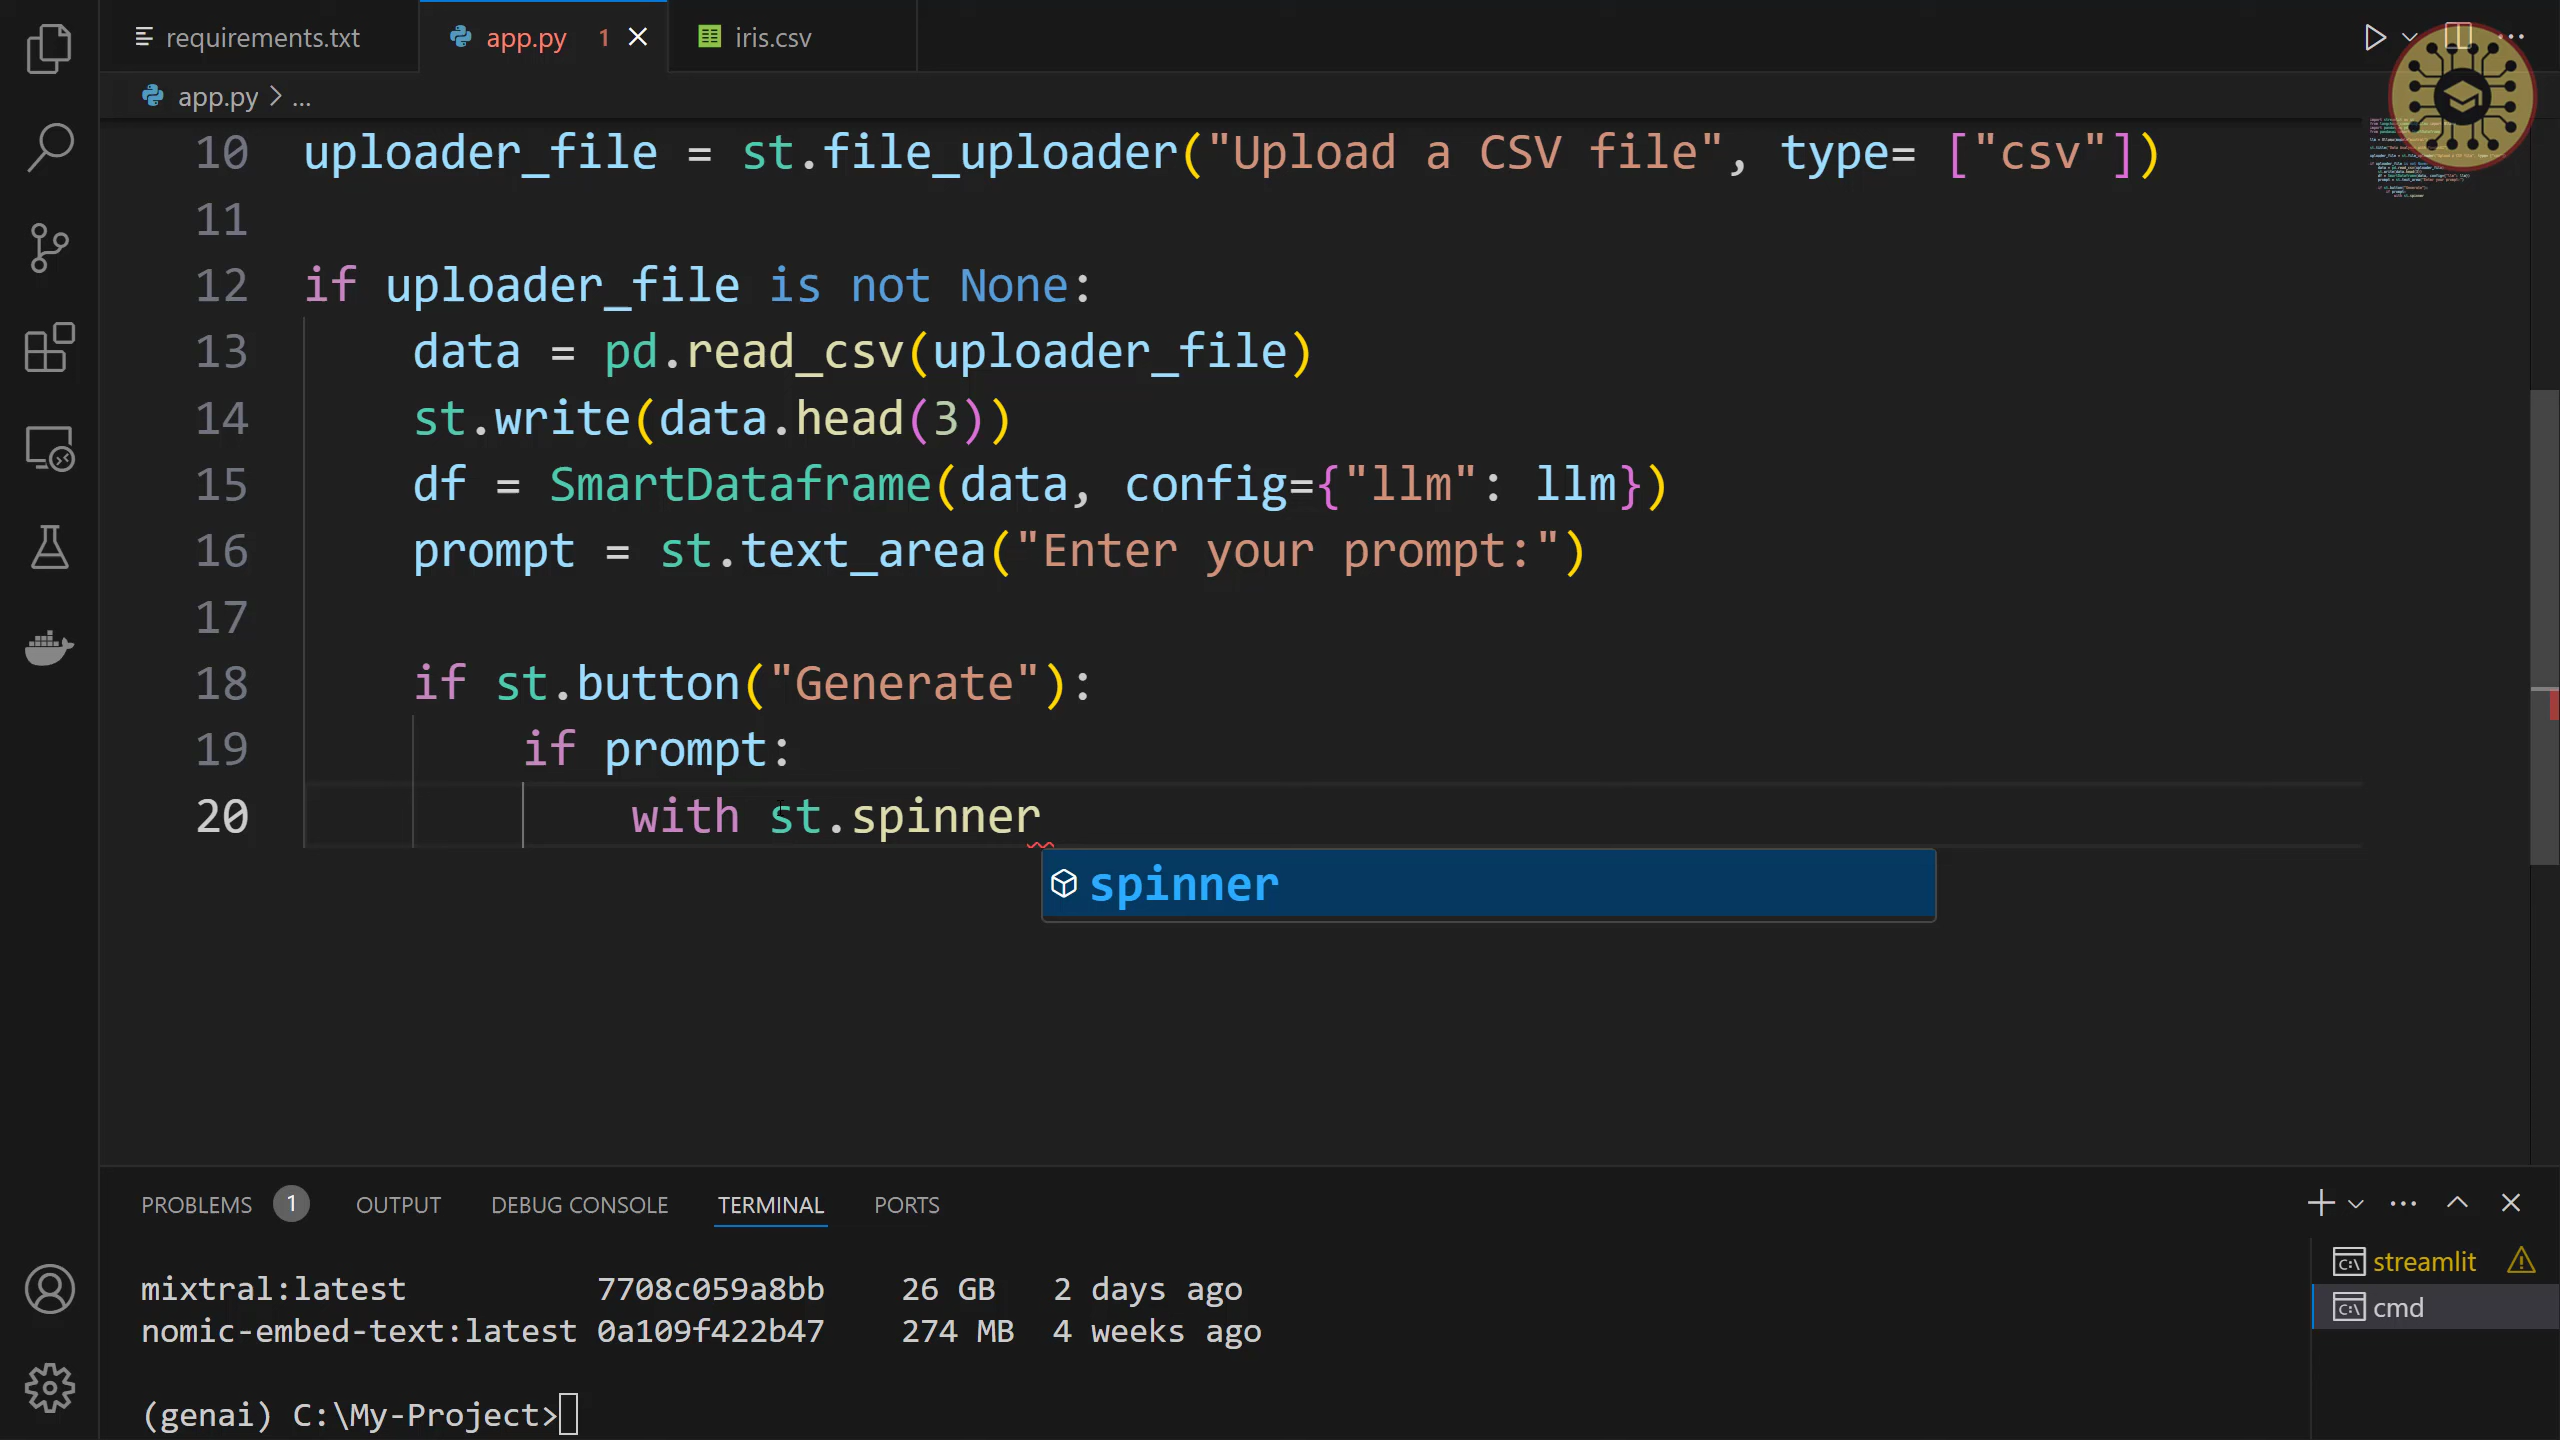 requirements.txt
app.py 1
iris.csv
app.py > ...
10 uploader_file = st.file_uploader("Upload a CSV file", type= ["csv"])
11
12 if uploader_file is not None:
13 data = pd.read_csv(uploader_file)
14 st.write(data.head(3))
15 df = SmartDataframe(data, config={"llm": llm})
16 prompt = st.text_area("Enter your prompt:")
17
18 if st.button("Generate"):
19 if prompt:
20 with st.spinner
spinner
PROBLEMS 1 OUTPUT DEBUG CONSOLE TERMINAL PORTS
mixtral:latest 7708c059a8bb 26 GB 2 days ago
nomic-embed-text:latest 0a109f422b47 274 MB 4 weeks ago
(genai) C:\My-Project>
streamlit
cmd